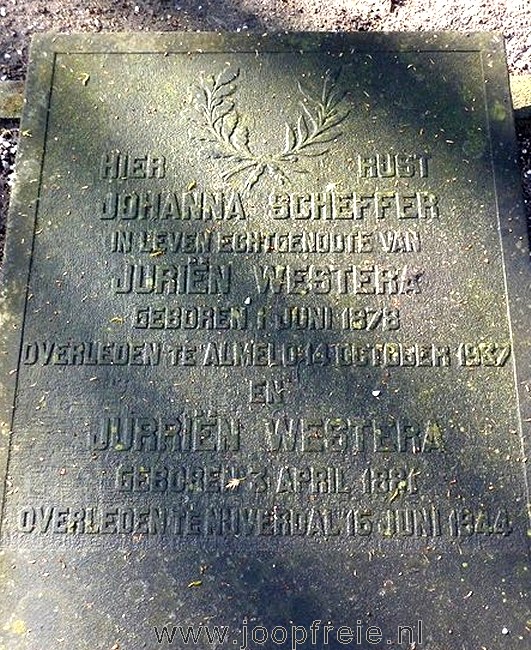 HIER RUST
JOHANNA SCHEFFER
IN LEVEN ECHTGENOOTE VAN
JURIËN WESTERA
GEBOREN 1 JUNI 1878
OVERLEDEN TE ALMELO 14 OCTOBER 1937
EN
JURRIËN WESTERA
GEBOREN 3 APRIL 1881
OVERLEDEN TE NIJVERDAL 15 JUNI 1944
www.joopfreie.nl